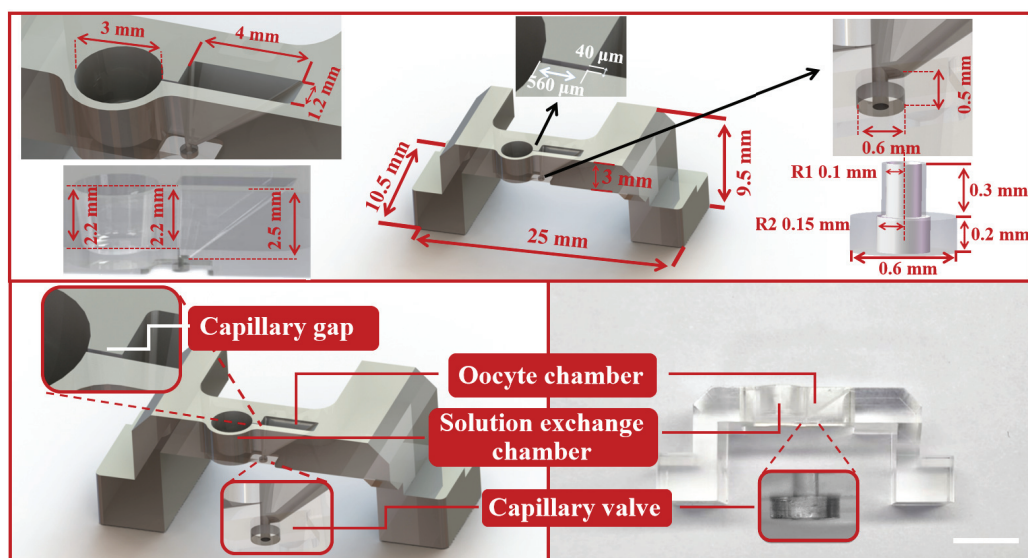 3 mm
4 mm
1.2 mm
2.2 mm
2.2 mm
2.5 mm
40 µm
560 µm
10.5 mm
3 mm
9.5 mm
25 mm
0.5 mm
0.6 mm
R1 0.1 mm
0.3 mm
R2 0.15 mm
0.2 mm
0.6 mm
Capillary gap
Oocyte chamber
Solution exchange
chamber
Capillary valve